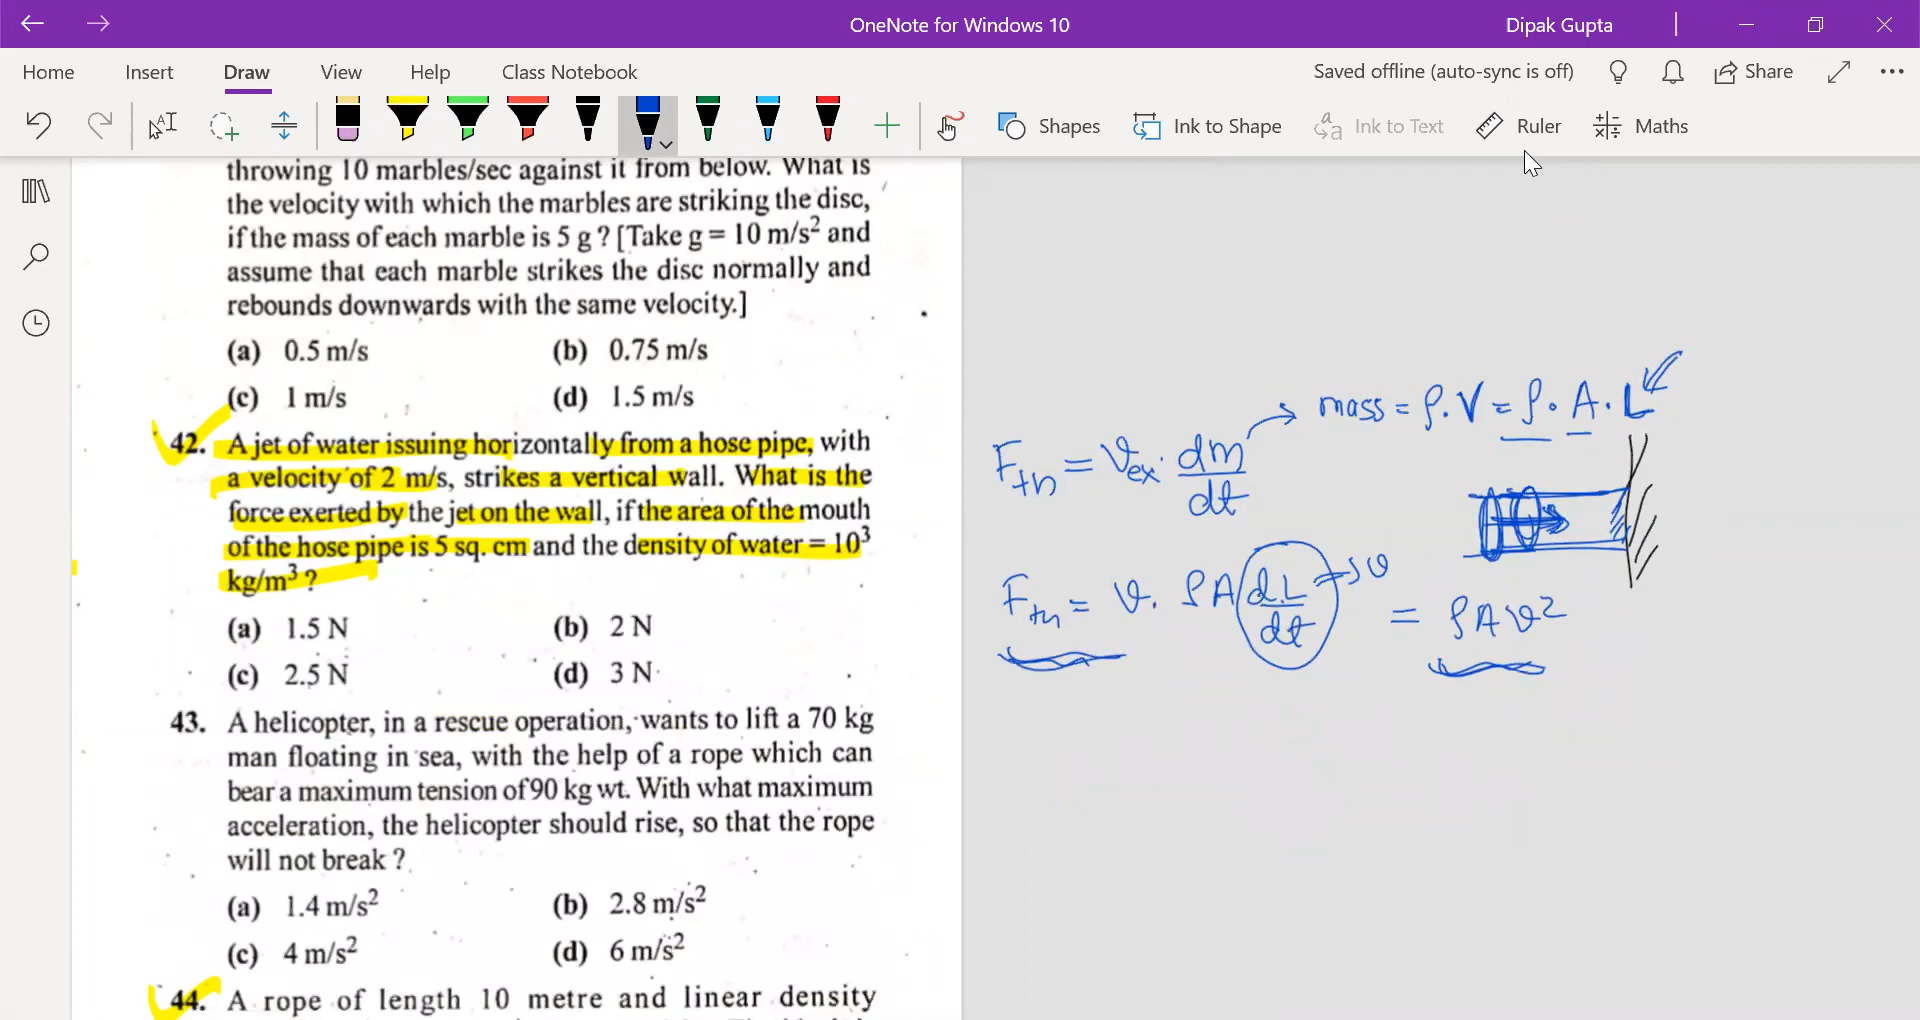 OneNote for Windows 10
Dipak Gupta
Home Insert Draw View Help Class Notebook
Saved offline (auto-sync is off) Share
Shapes Ink to Shape Ink to Text Ruler Maths
throwing 10 marbles/sec against it from below. What is
the velocity with which the marbles are striking the disc,
if the mass of each marble is 5 g ? [Take g = 10 m/s² and
assume that each marble strikes the disc normally and
rebounds downwards with the same velocity.]
(a) 0.5 m/s (b) 0.75 m/s
(c) 1 m/s (d) 1.5 m/s
42. A jet of water issuing horizontally from a hose pipe, with
a velocity of 2 m/s, strikes a vertical wall. What is the
force exerted by the jet on the wall, if the area of the mouth
of the hose pipe is 5 sq. cm and the density of water = 10³
kg/m³ ?
(a) 1.5 N (b) 2 N
(c) 2.5 N (d) 3 N
43. A helicopter, in a rescue operation, wants to lift a 70 kg
man floating in sea, with the help of a rope which can
bear a maximum tension of 90 kg wt. With what maximum
acceleration, the helicopter should rise, so that the rope
will not break ?
(a) 1.4 m/s² (b) 2.8 m/s²
(c) 4 m/s² (d) 6 m/s²
44. A rope of length 10 metre and linear density
mass = ρ.V = ρ. A. L
F_th = v_ex. dm/dt
F_th = v. ρA dL/dt → v = ρAv²